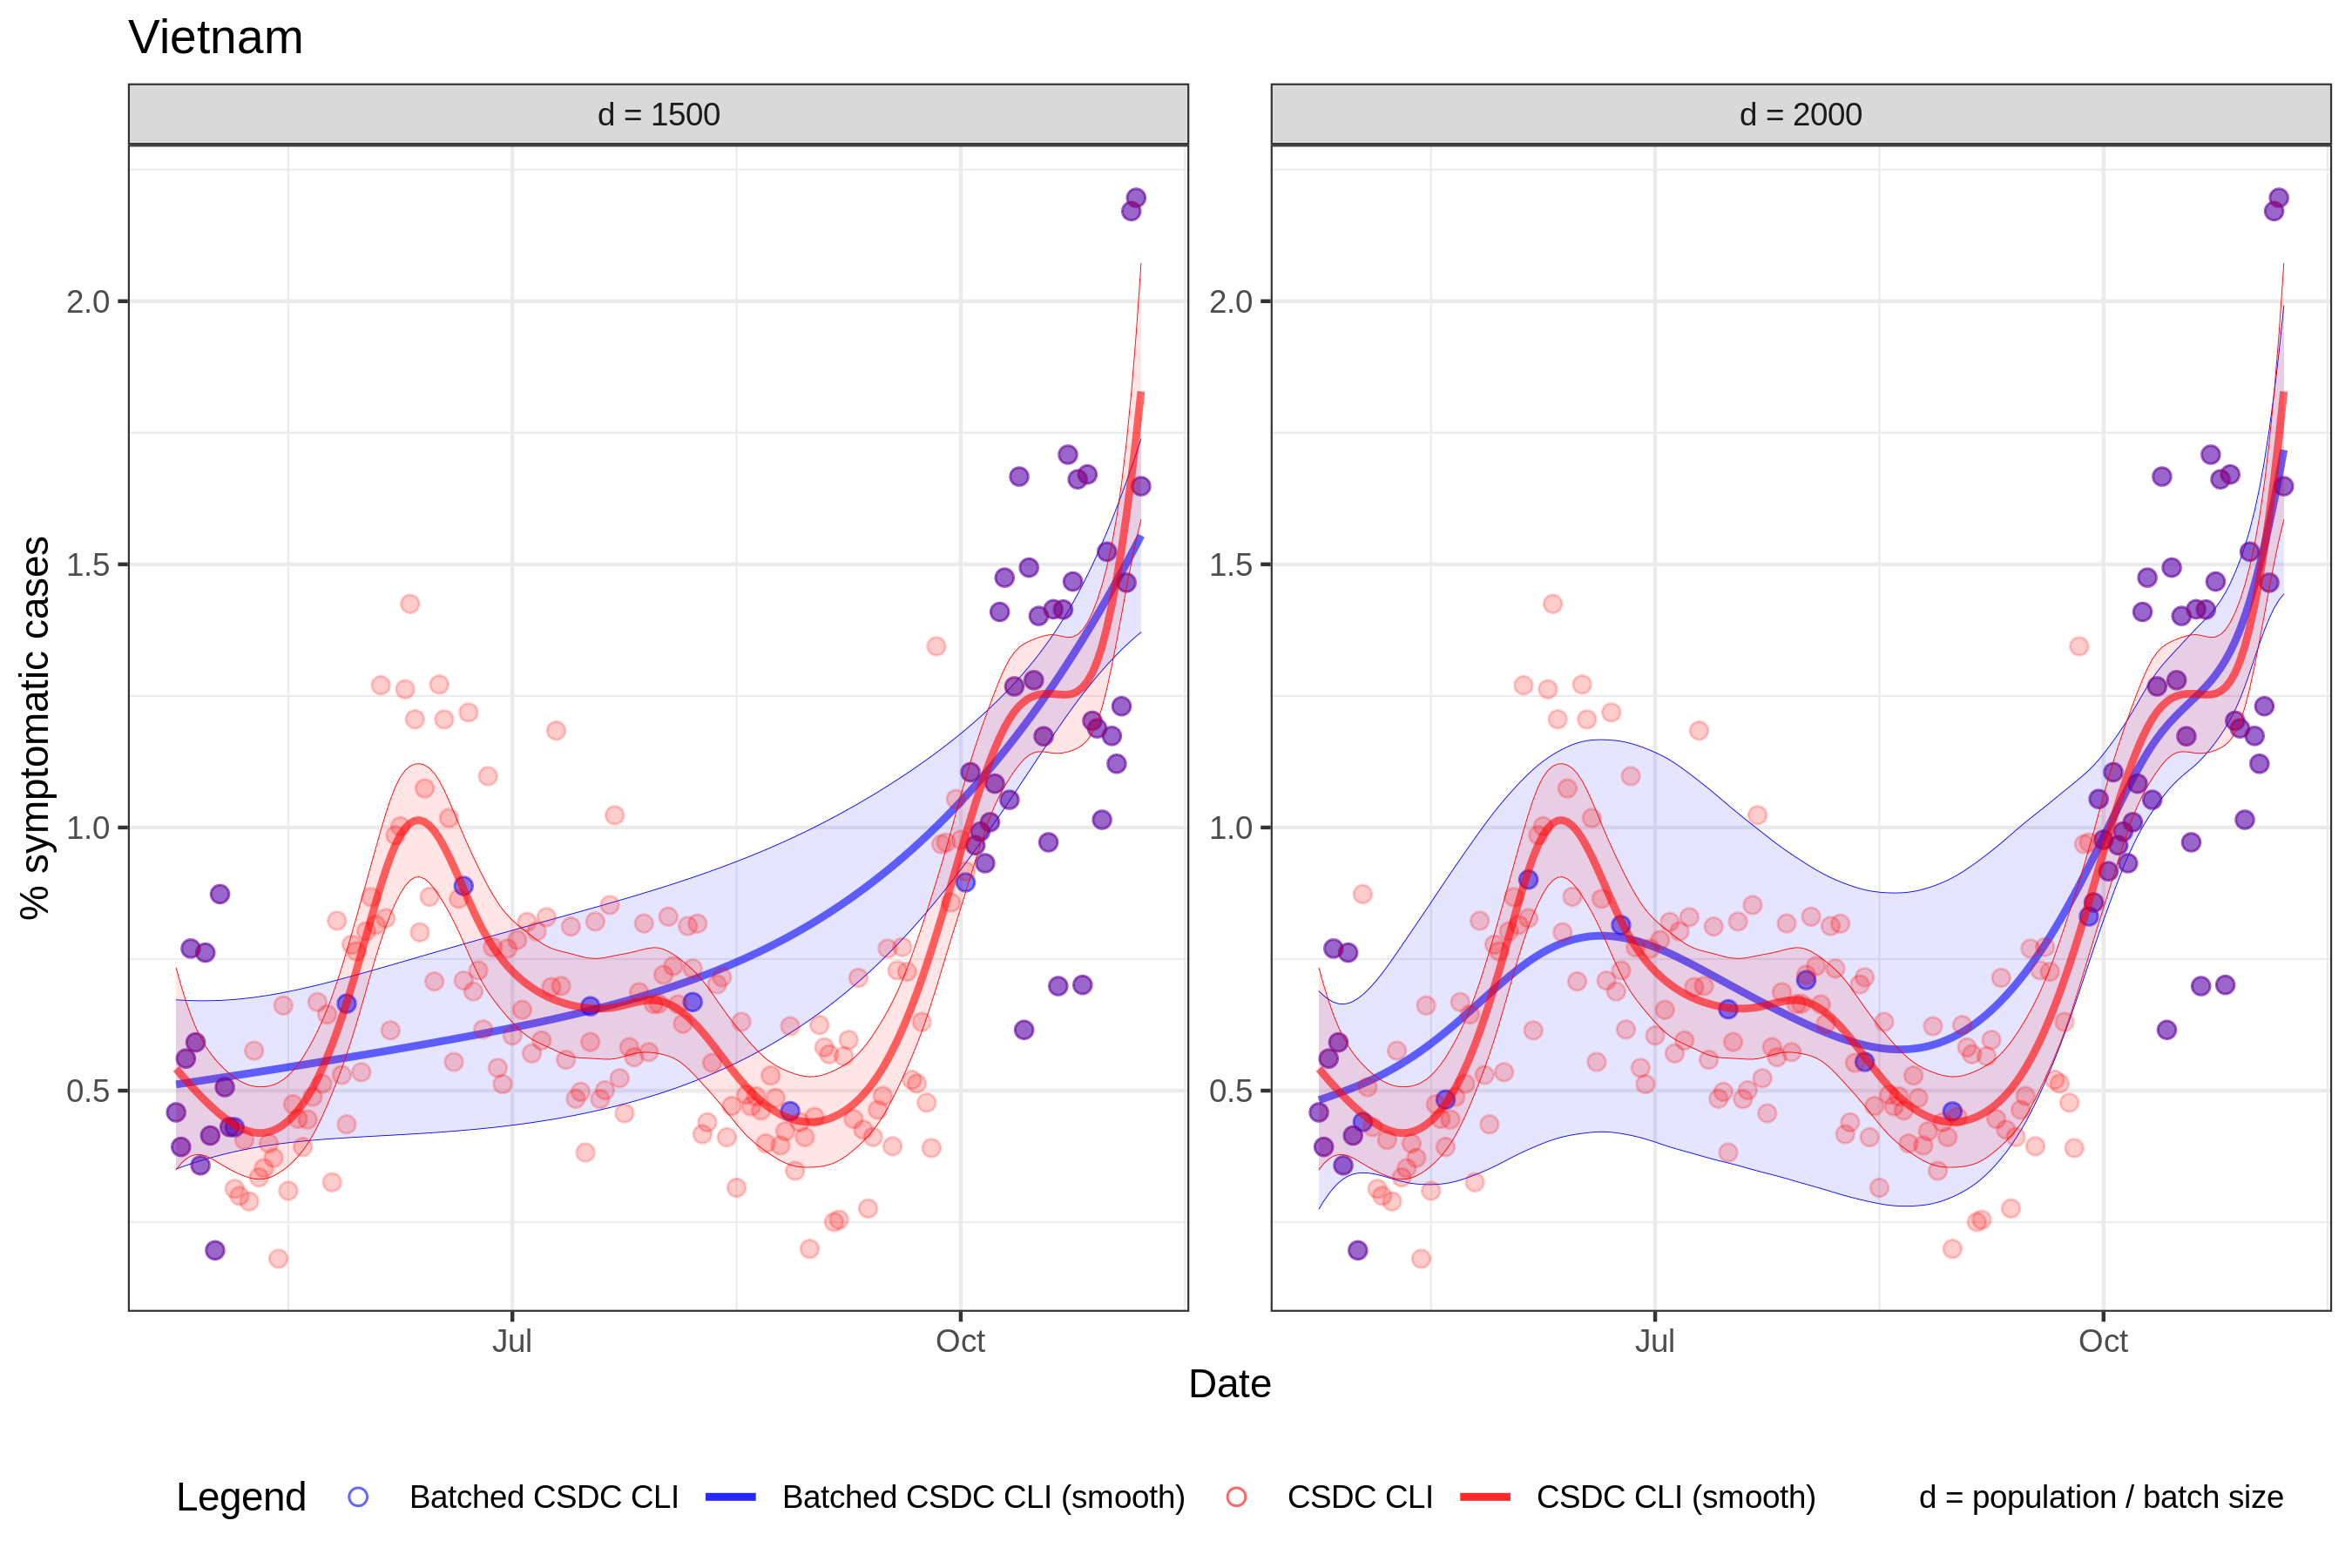 Vietnam
d = 1500
d = 2000
% symptomatic cases
2.0
1.5
1.0
0.5
2.0
1.5
1.0
0.5
Jul
Oct
Jul
Oct
Date
Legend
Batched CSDC CLI
Batched CSDC CLI (smooth)
CSDC CLI
CSDC CLI (smooth)
d = population / batch size